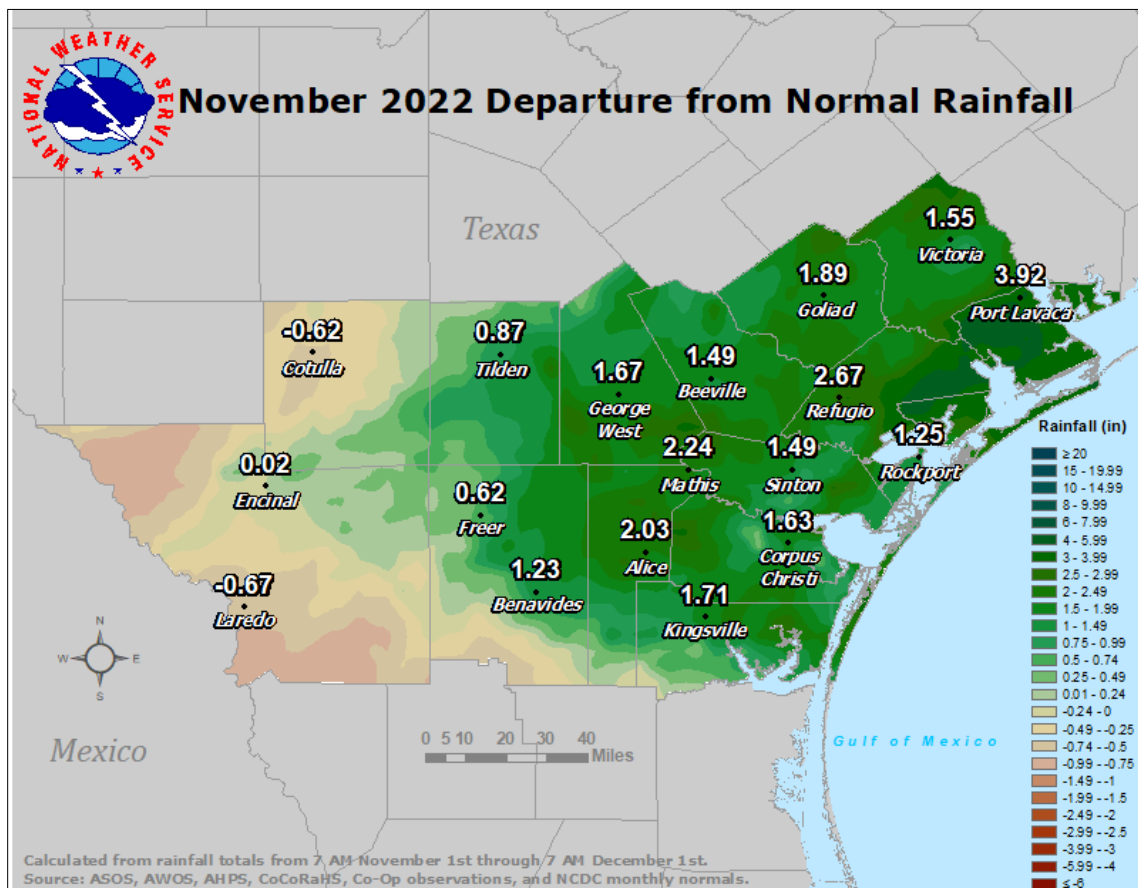 NATIONAL WEATHER SERVICE
November 2022 Departure from Normal Rainfall
Texas
1.55
Victoria
3.92
Port Lavaca
1.89
Goliad
-0.62
Cotulla
0.87
Tilden
1.67
George
West
1.49
Beeville
2.67
Refugio
1.25
Rockport
0.02
Encinal
0.62
Freer
2.24
Mathis
1.49
Sinton
2.03
Alice
1.63
Corpus
Christi
-0.67
Laredo
1.23
Benavides
1.71
Kingsville
N
W E
S
Mexico
0 5 10 20 30 40
Miles
Gulf of Mexico
Rainfall (in)
≥ 20
15 - 19.99
10 - 14.99
8 - 9.99
6 - 7.99
4 - 5.99
3 - 3.99
2.5 - 2.99
2 - 2.49
1.5 - 1.99
1 - 1.49
0.75 - 0.99
0.5 - 0.74
0.25 - 0.49
0.01 - 0.24
-0.24 - 0
-0.49 - -0.25
-0.74 - -0.5
-0.99 - -0.75
-1.49 - -1
-1.99 - -1.5
-2.49 - -2
-2.99 - -2.5
-3.99 - -3
-5.99 - -4
≤ -6
Calculated from rainfall totals from 7 AM November 1st through 7 AM December 1st.
Source: ASOS, AWOS, AHPS, CoCoRaHS, Co-Op observations, and NCDC monthly normals.